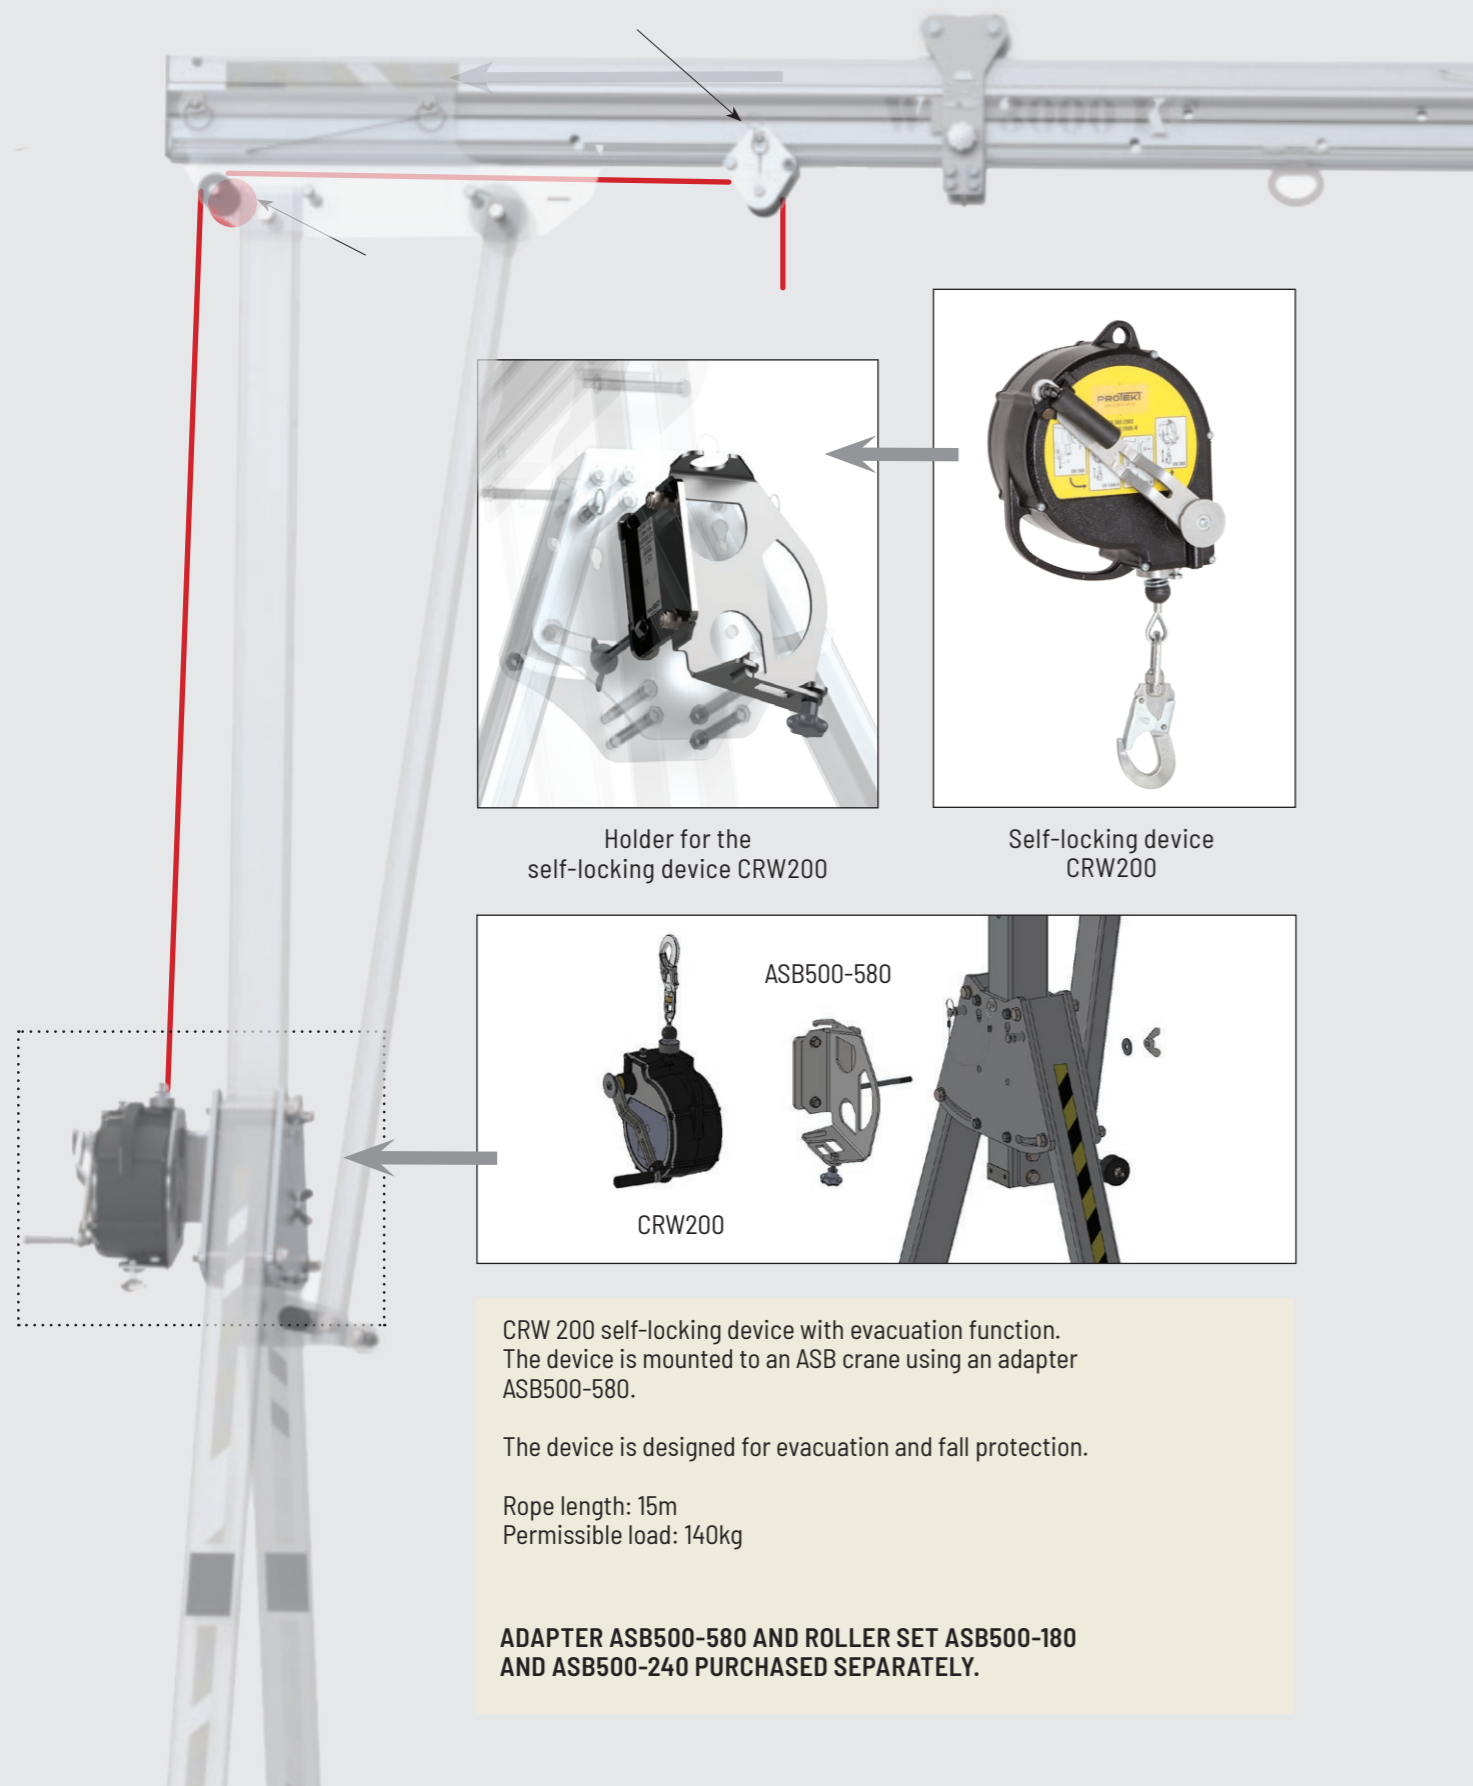 PROTEKT
Holder for the
self-locking device CRW200
Self-locking device
CRW200
ASB500-580
CRW200
CRW 200 self-locking device with evacuation function.
The device is mounted to an ASB crane using an adapter
ASB500-580.
The device is designed for evacuation and fall protection.
Rope length: 15m
Permissible load: 140kg
ADAPTER ASB500-580 AND ROLLER SET ASB500-180
AND ASB500-240 PURCHASED SEPARATELY.